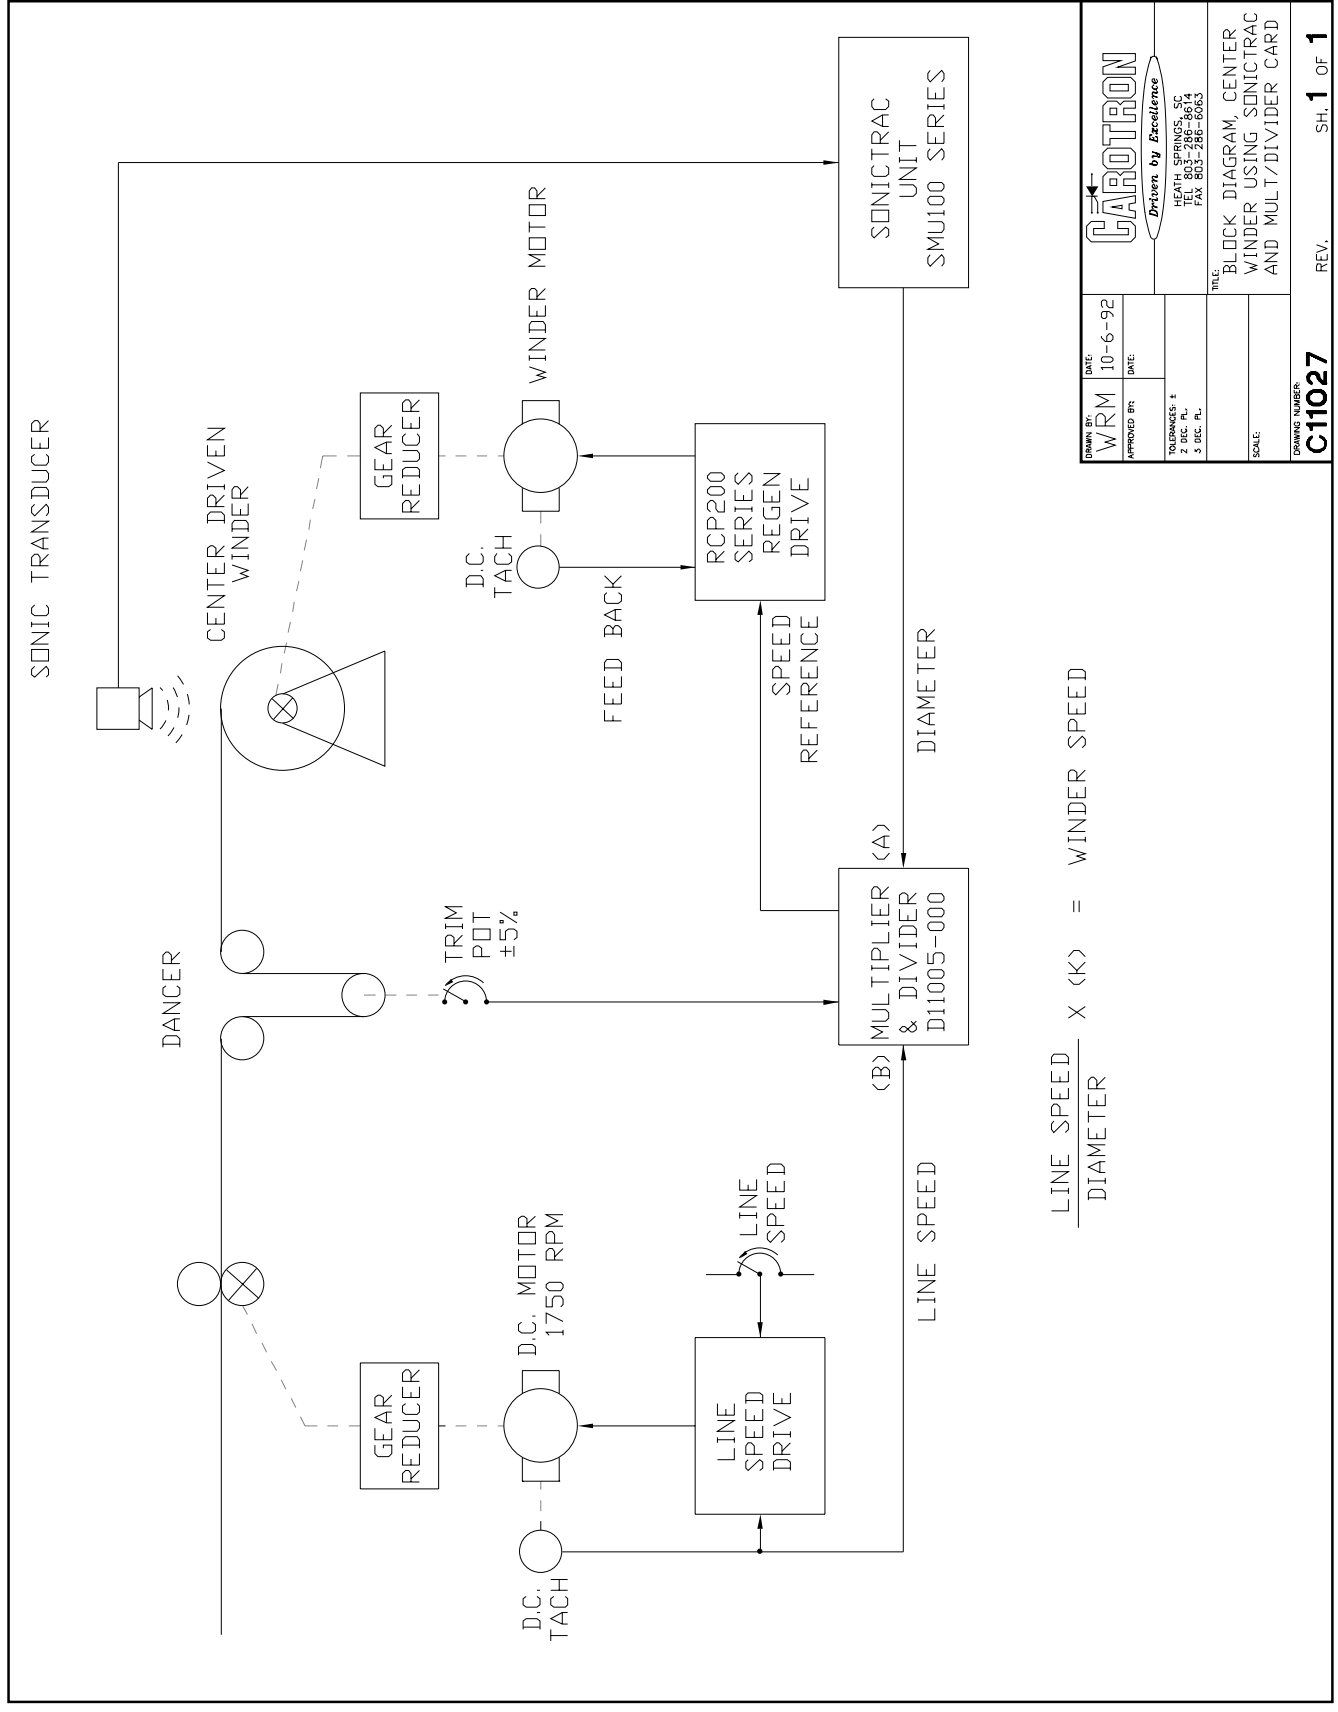 SONIC TRANSDUCER
CENTER DRIVEN
WINDER
DANCER
GEAR
REDUCER
GEAR
REDUCER
TRIM
POT
±5%
D.C.
TACH
WINDER MOTOR
D.C.
TACH
D.C. MOTOR
1750 RPM
FEED BACK
LINE
SPEED
DRIVE
LINE
SPEED
RCP200
SERIES
REGEN
DRIVE
SPEED
REFERENCE
(B)
MULTIPLIER
& DIVIDER
D11005-000
(A)
SONICTRAC
UNIT
SMU100 SERIES
LINE SPEED
DIAMETER
LINE SPEED
DIAMETER
X (K) = WINDER SPEED
DRAWN BY:
WRM
DATE:
10-6-92
APPROVED BY:
DATE:
TOLERANCES: ±
2 DEC. PL.
3 DEC. PL.
SCALE:
CAROTRON
Driven by Excellence
HEATH SPRINGS, SC
TEL 803-286-8614
FAX 803-286-6063
TITLE:
BLOCK DIAGRAM, CENTER
WINDER USING SONICTRAC
AND MULT/DIVIDER CARD
DRAWING NUMBER:
C11027
REV.
SH. 1 OF 1